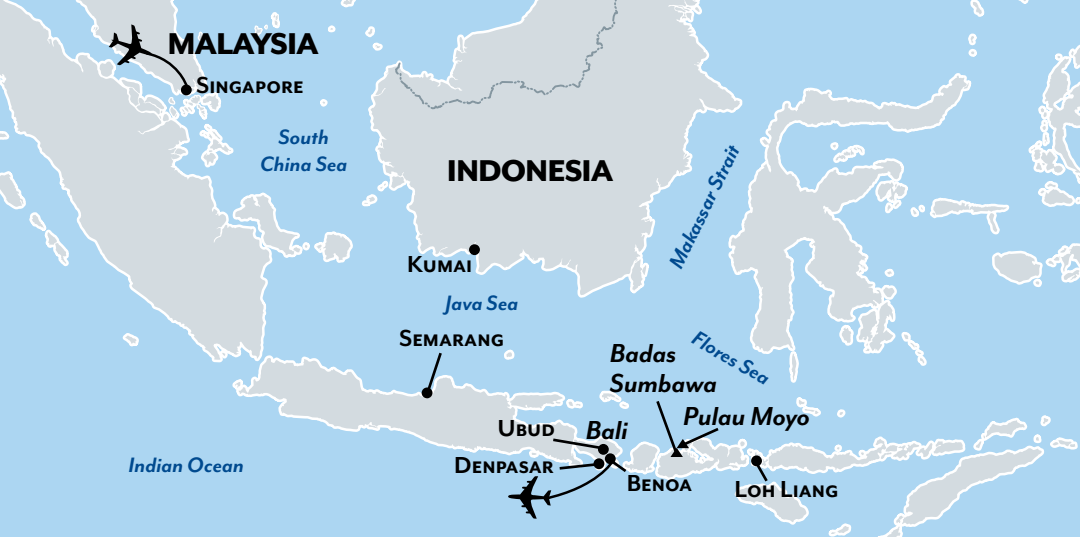 MALAYSIA
SINGAPORE
South
China Sea
INDONESIA
Makassar Strait
KUMAI
Java Sea
SEMARANG
Flores Sea
Badas
Sumbawa
Pulau Moyo
UBUD
Bali
Indian Ocean
DENPASAR
BENOA
LOH LIANG